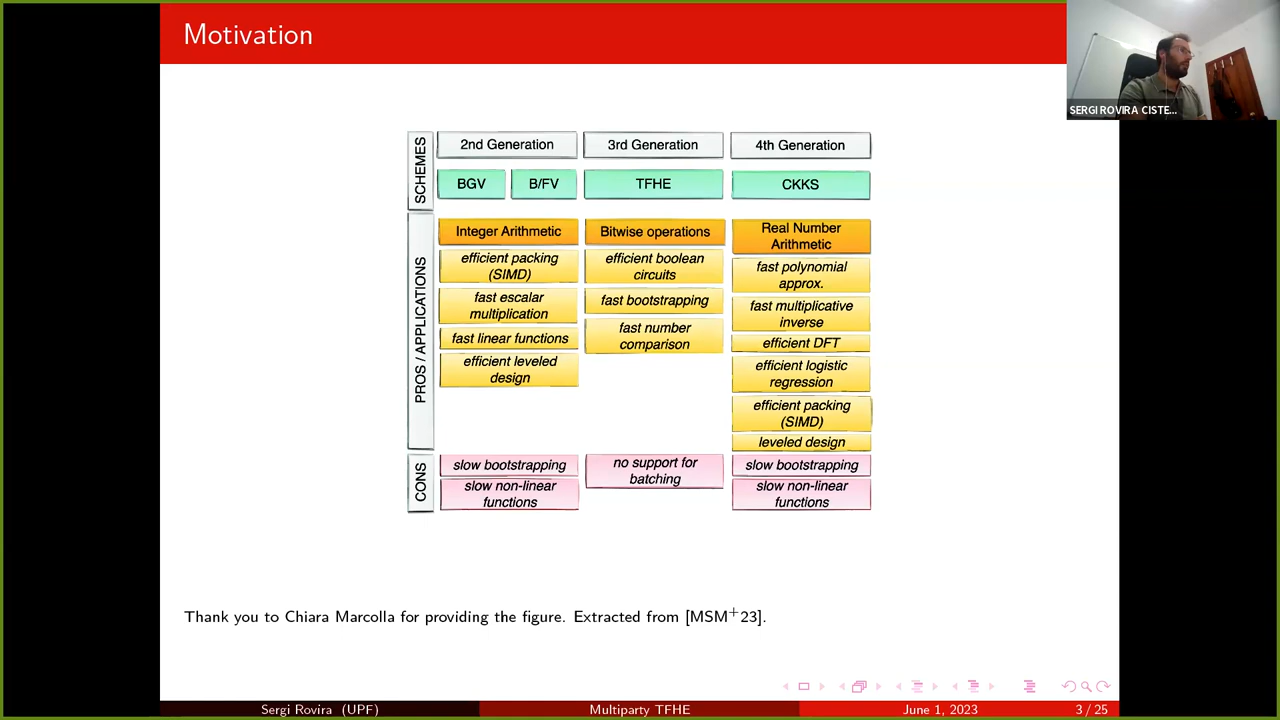 Motivation
SERGI ROVIRA CISTE...
SCHEMES
2nd Generation
3rd Generation
4th Generation
BGV
B/FV
TFHE
CKKS
PROS / APPLICATIONS
Integer Arithmetic
efficient packing
(SIMD)
fast escalar
multiplication
fast linear functions
efficient leveled
design
Bitwise operations
efficient boolean
circuits
fast bootstrapping
fast number
comparison
Real Number
Arithmetic
fast polynomial
approx.
fast multiplicative
inverse
efficient DFT
efficient logistic
regression
efficient packing
(SIMD)
leveled design
CONS
slow bootstrapping
slow non-linear
functions
no support for
batching
slow bootstrapping
slow non-linear
functions
Thank you to Chiara Marcolla for providing the figure. Extracted from [MSM+23].
Sergi Rovira (UPF)
Multiparty TFHE
June 1, 2023
3 / 25